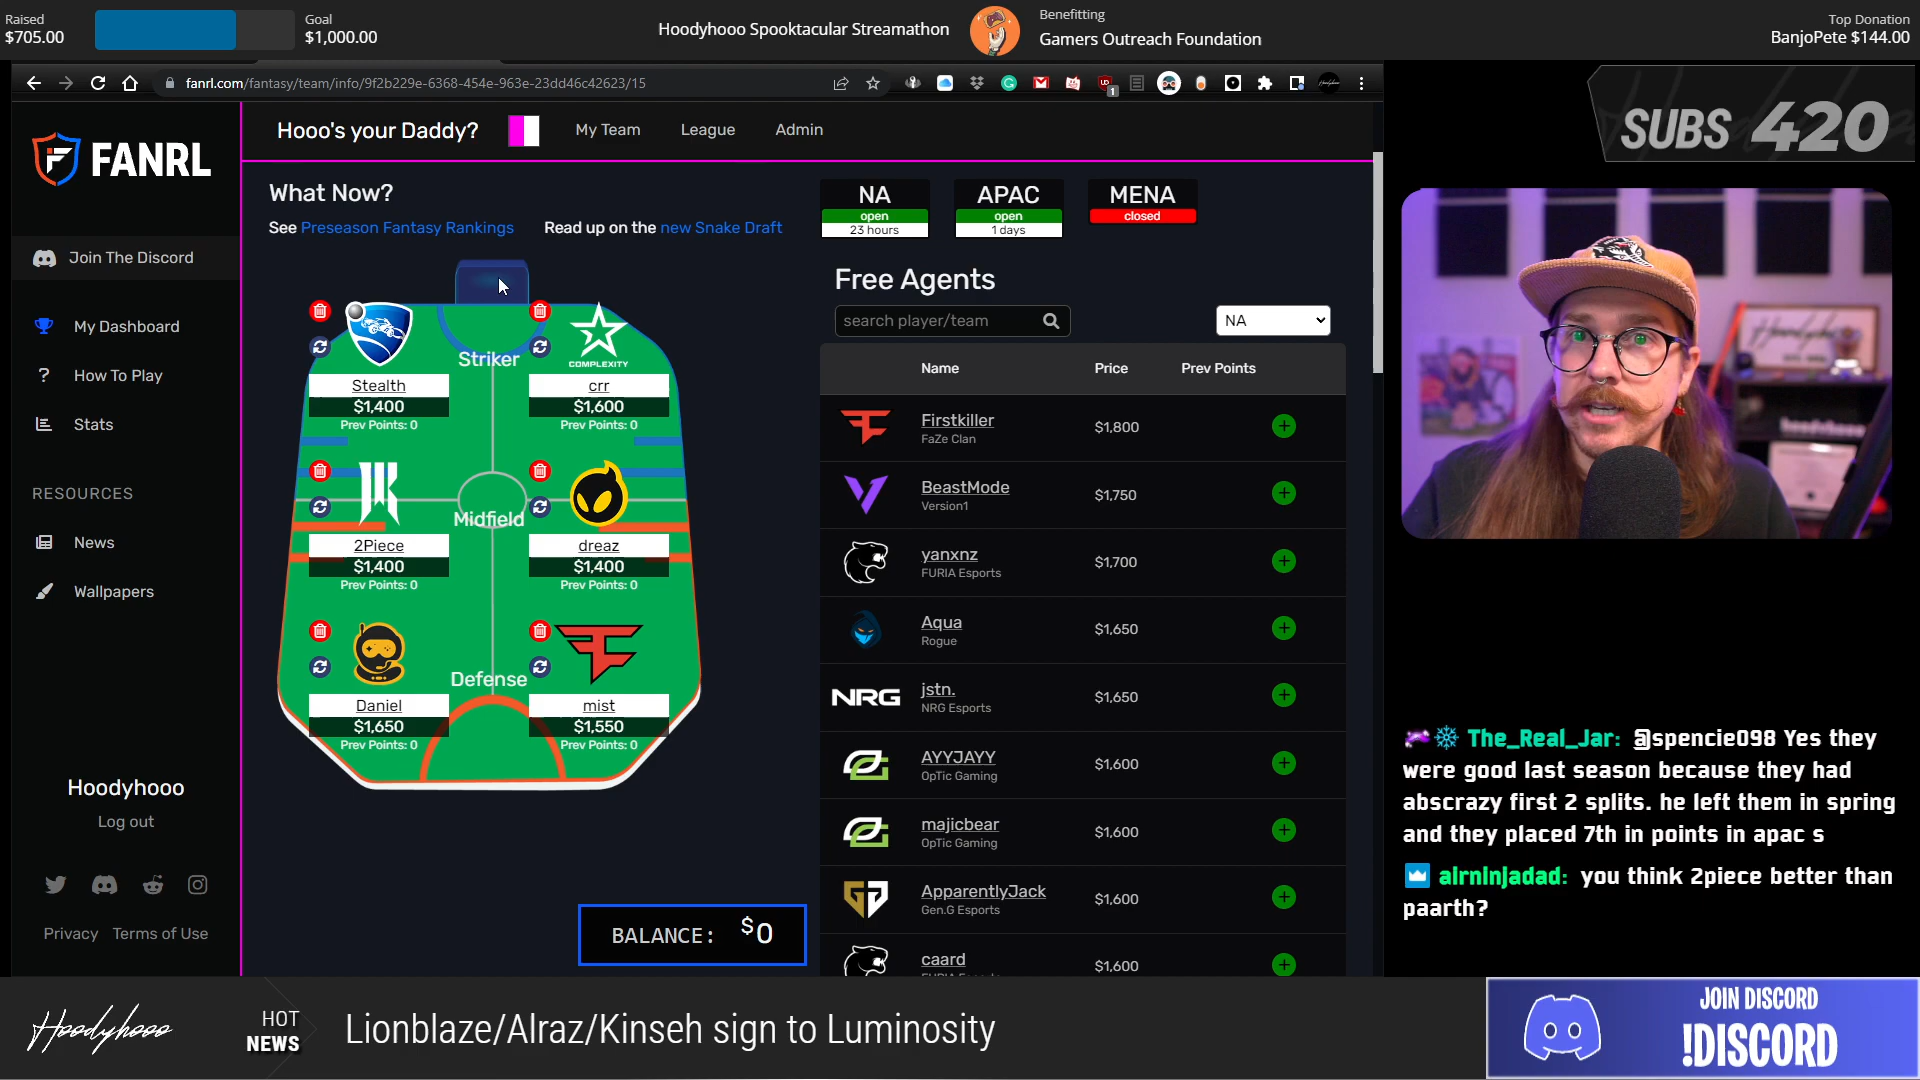 Raised
$705.00
Goal
$1,000.00
Hoodyhooo Spooktacular Streamathon
Benefitting
Gamers Outreach Foundation
Top Donation
BanjoPete $144.00
fanrl.com/fantasy/team/info/9f2b229e-6368-454e-963e-23dd46c42623/15
1
SUBS 420
FANRL
Hooo's your Daddy?
My Team
League
Admin
Join The Discord
My Dashboard
How To Play
Stats
RESOURCES
News
Wallpapers
Hoodyhooo
Log out
Privacy
Terms of Use
What Now?
See Preseason Fantasy Rankings
Read up on the new Snake Draft
NA
open
23 hours
APAC
open
1 days
MENA
closed
Striker
COMPLEXITY
Stealth
$1,400
Prev Points: 0
crr
$1,600
Prev Points: 0
Midfield
2Piece
$1,400
Prev Points: 0
dreaz
$1,400
Prev Points: 0
Defense
Daniel
$1,650
Prev Points: 0
mist
$1,550
Prev Points: 0
BALANCE: $0
Free Agents
search player/team
NA
Name Price Prev Points
Firstkiller
FaZe Clan
$1,800
BeastMode
Version1
$1,750
yanxnz
FURIA Esports
$1,700
Aqua
Rogue
$1,650
NRG
jstn.
NRG Esports
$1,650
AYYJAYY
OpTic Gaming
$1,600
majicbear
OpTic Gaming
$1,600
ApparentlyJack
Gen.G Esports
$1,600
caard
FURIA Esports
$1,600
The_Real_Jar: @spencie098 Yes they
were good last season because they had
abscrazy first 2 splits. he left them in spring
and they placed 7th in points in apac s
airninjadad: you think 2piece better than
paarth?
Hoodyhooo
HOT
NEWS
Lionblaze/Alraz/Kinseh sign to Luminosity
JOIN DISCORD
!DISCORD